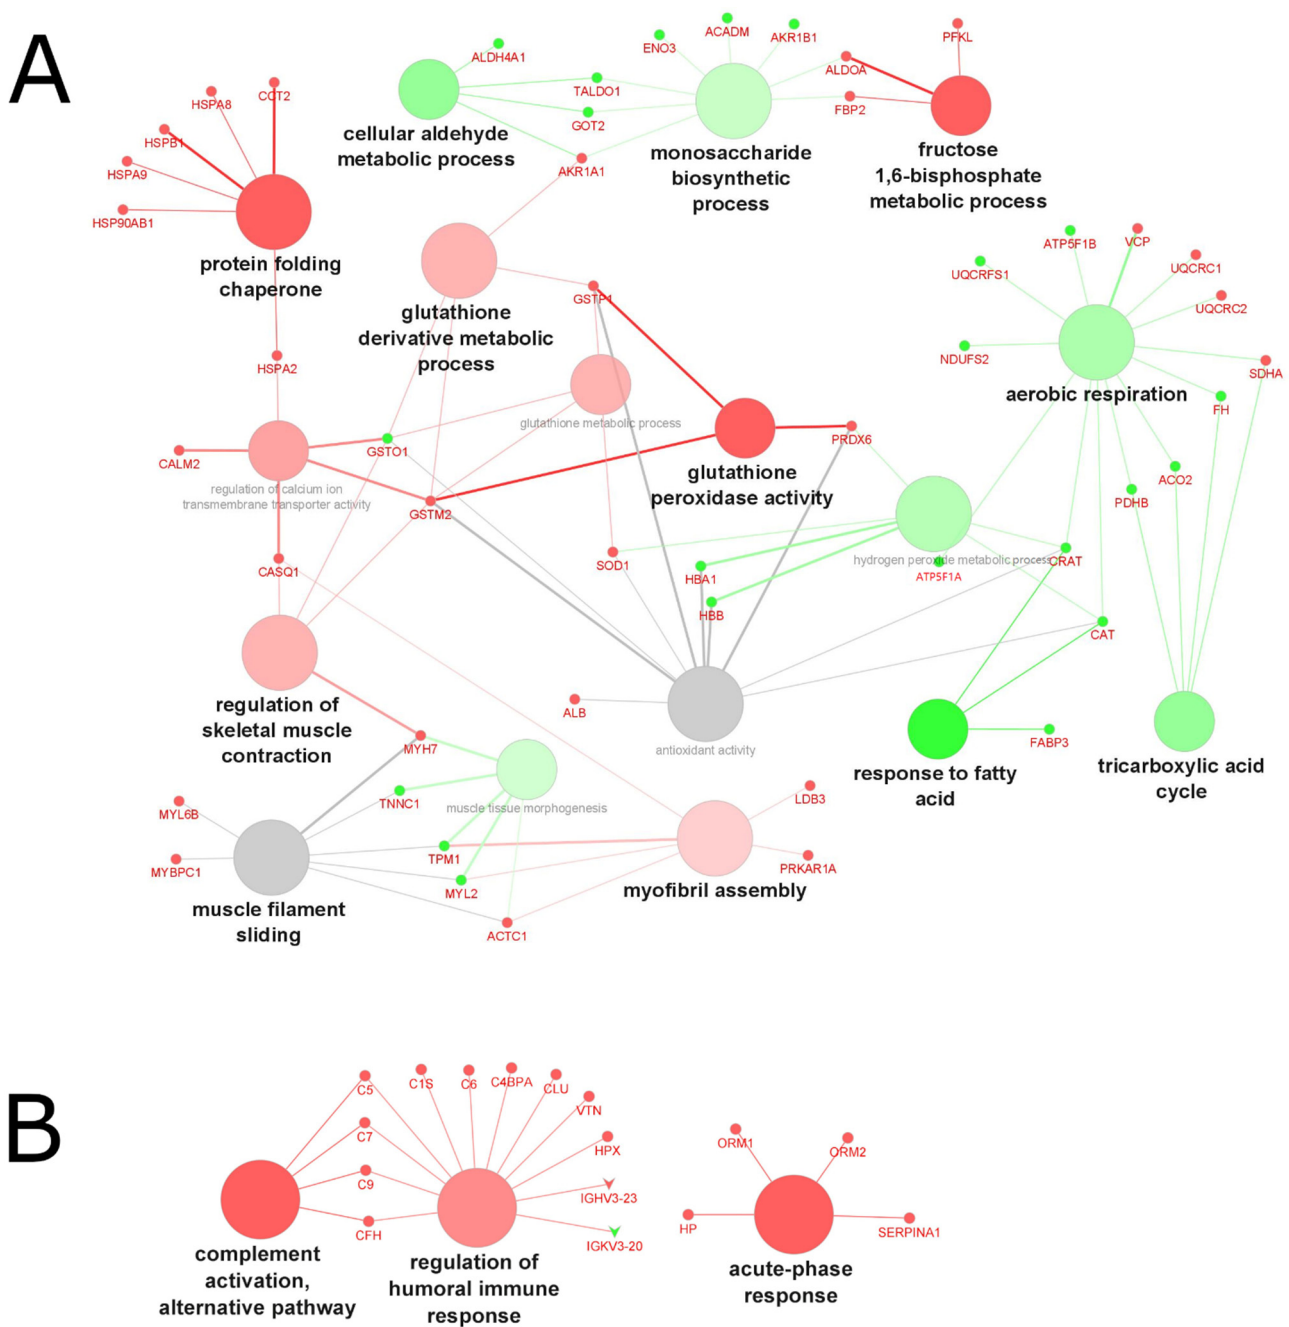 A
ALDH4A1
ENO3
ACADM
AKR1B1
PFKL
ALDOA
HSPA8
CCT2
TALDO1
FBP2
GOT2
HSPB1
HSPA9
HSP90AB1
AKR1A1
cellular aldehyde
metabolic process
monosaccharide
biosynthetic
process
fructose
1,6-bisphosphate
metabolic process
protein folding
chaperone
ATP5F1B
VCP
UQCRFS1
UQCRC1
UQCRC2
GSTP1
glutathione
derivative metabolic
process
NDUFS2
SDHA
HSPA2
aerobic respiration
FH
glutathione metabolic process
CALM2
GSTO1
PRDX6
glutathione
peroxidase activity
regulation of calcium ion
transmembrane transporter activity
GSTM2
ACO2
PDHB
CASQ1
SOD1
HBA1
hydrogen peroxide metabolic process
CRAT
ATP5F1A
HBB
CAT
regulation of
skeletal muscle
contraction
ALB
antioxidant activity
MYH7
FABP3
response to fatty
acid
tricarboxylic acid
cycle
TNNC1
muscle tissue morphogenesis
MYL6B
LDB3
MYBPC1
TPM1
MYL2
PRKAR1A
myofibril assembly
muscle filament
sliding
ACTC1
B
C5
C1S
C6
C4BPA
CLU
VTN
C7
HPX
C9
IGHV3-23
CFH
IGKV3-20
ORM1
ORM2
HP
SERPINA1
complement
activation,
alternative pathway
regulation of
humoral immune
response
acute-phase
response